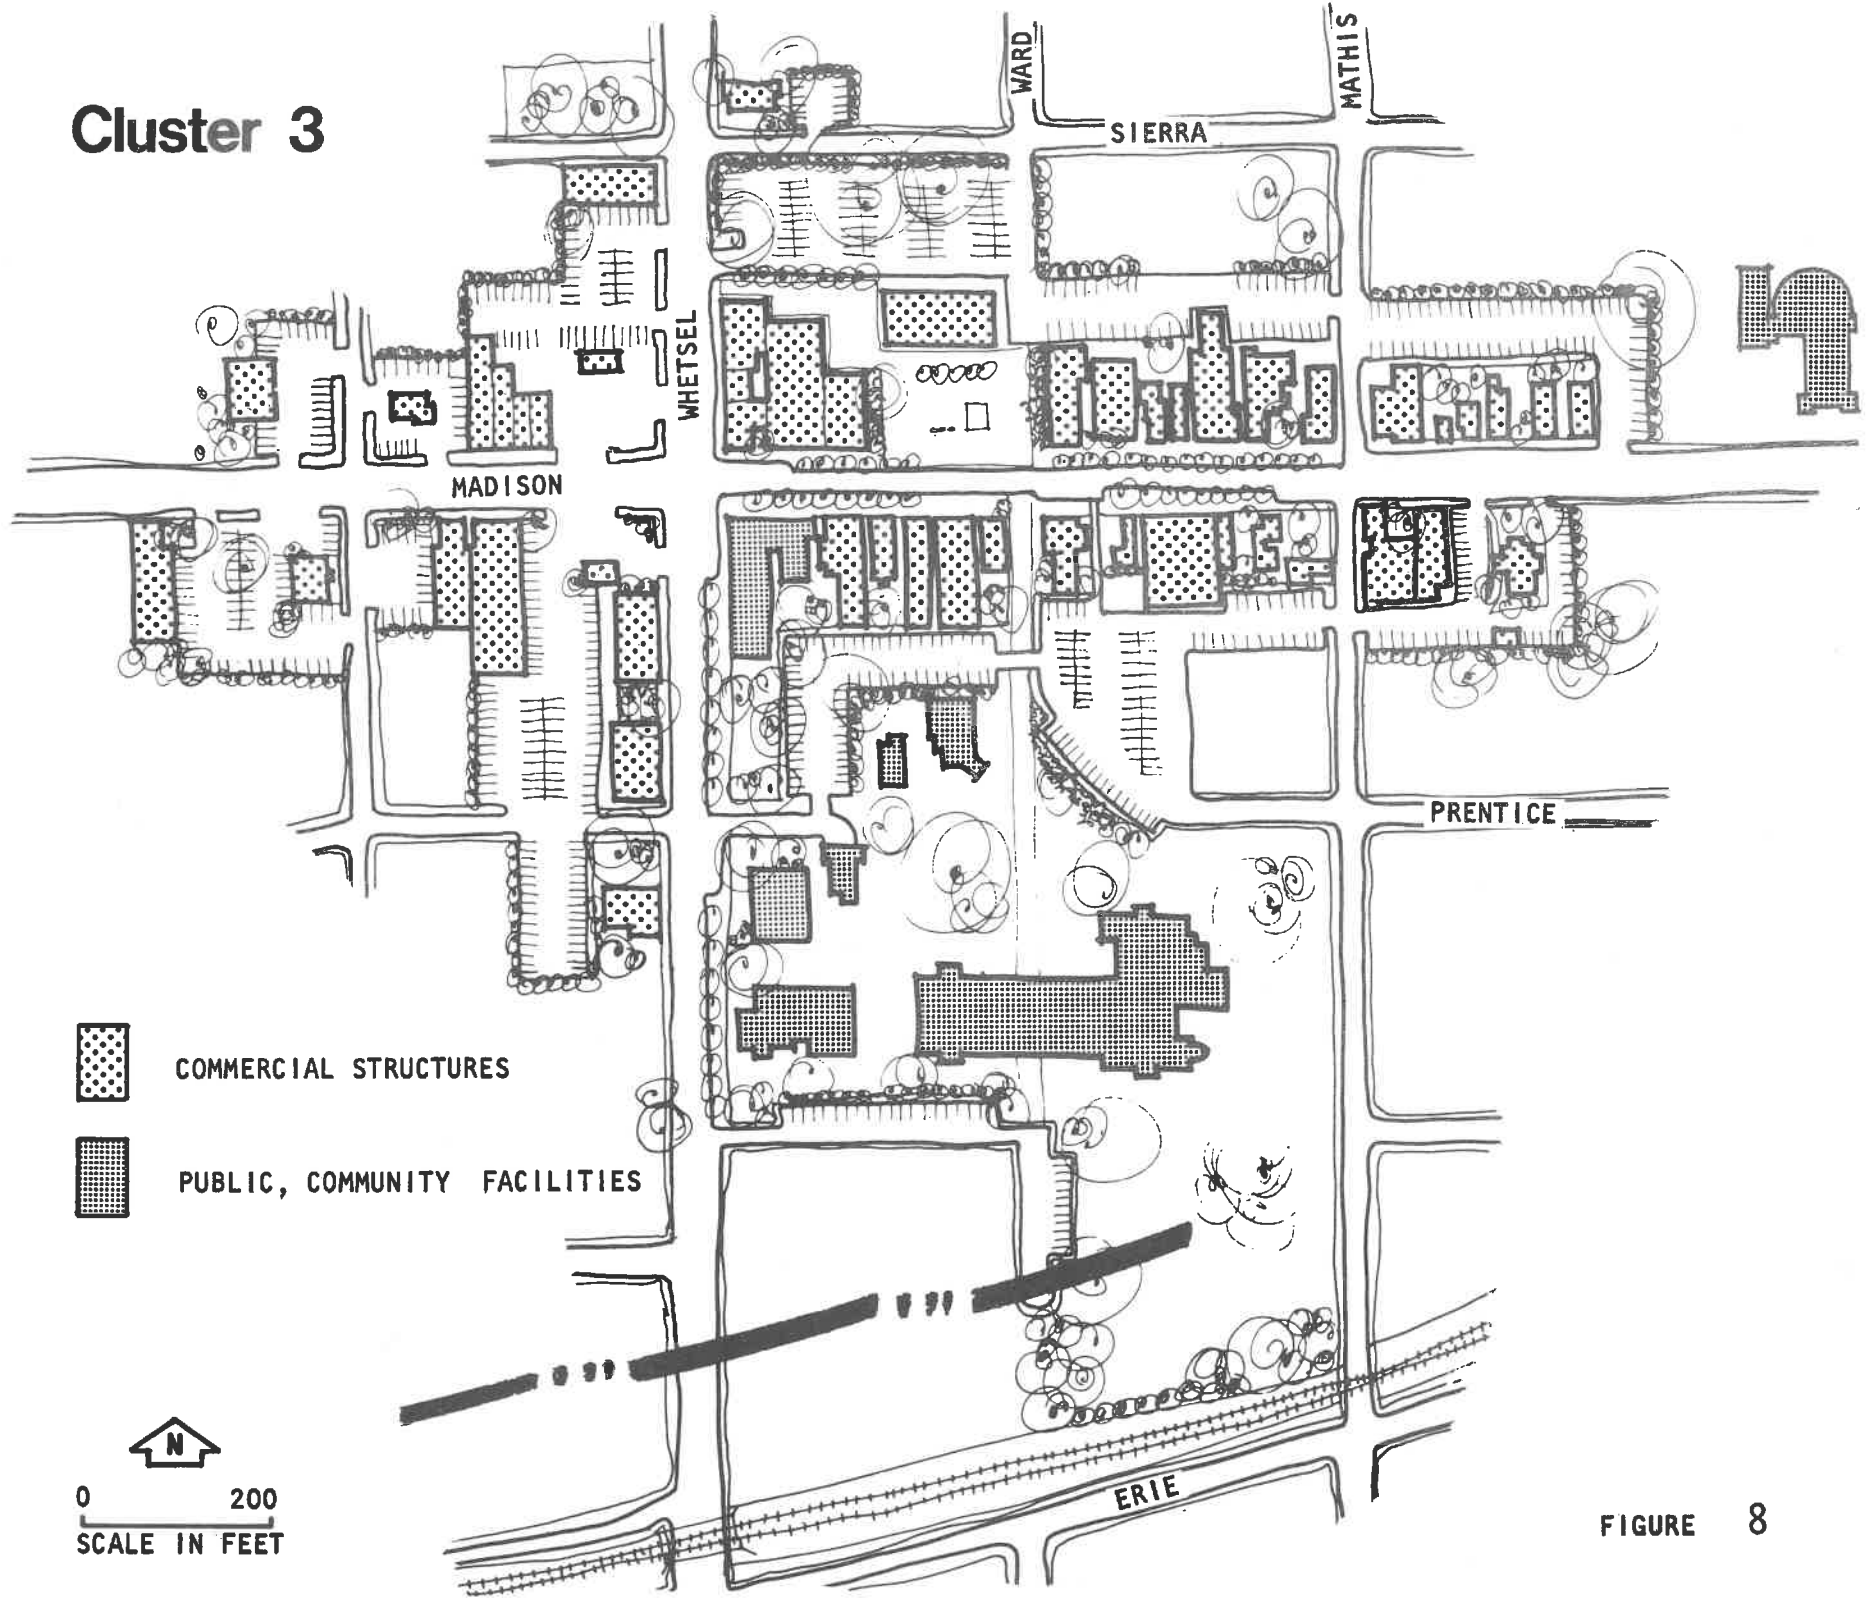 Cluster 3
WARD
MATHIS
SIERRA
WHETSEL
MADISON
PRENTICE
COMMERCIAL STRUCTURES
PUBLIC, COMMUNITY FACILITIES
N
0 200
SCALE IN FEET
ERIE
FIGURE 8